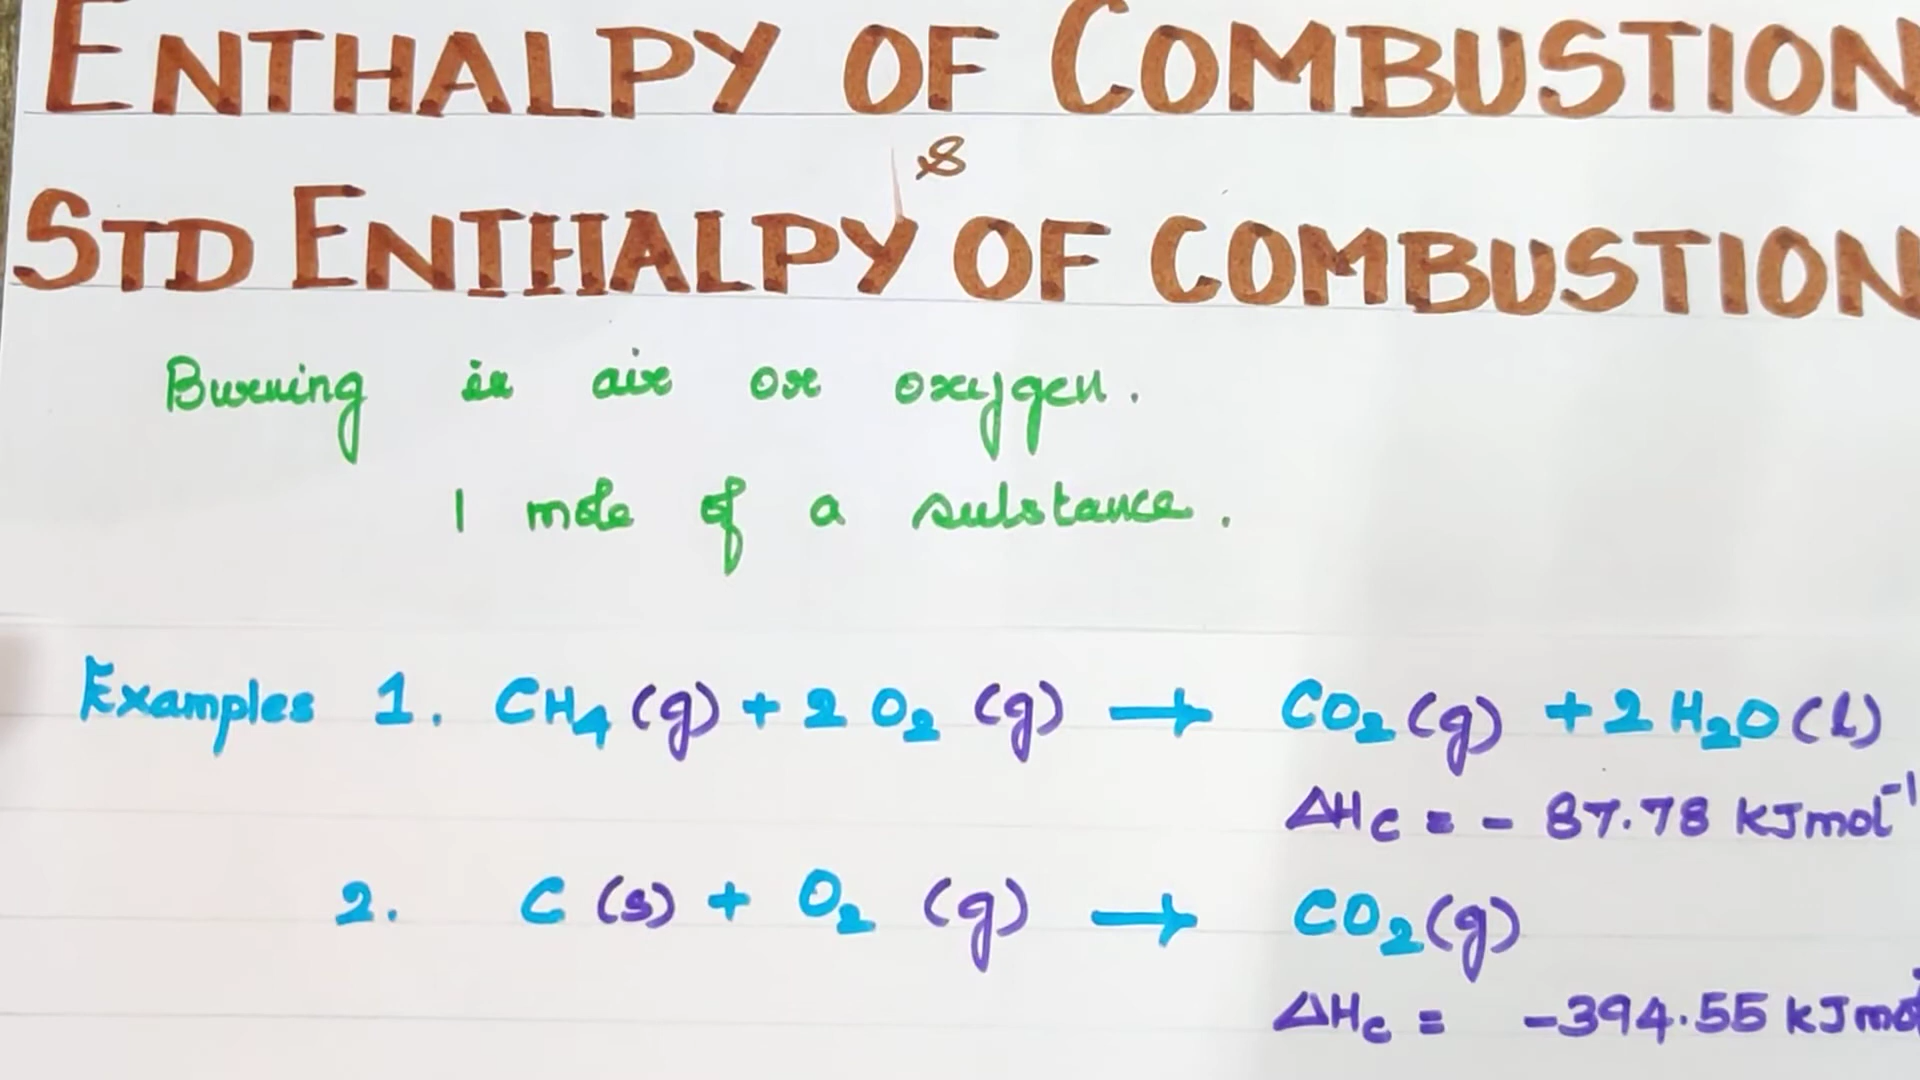 ENTHALPY OF COMBUSTION
&
STD ENTHALPY OF COMBUSTION
Burning in air or oxygen.
1 mole of a substance.
Examples 1. CH₄ (g) + 2 O₂ (g) → CO₂ (g) + 2 H₂O (l)
ΔHc = - 87.78 kJmol⁻¹
2. C (s) + O₂ (g) → CO₂ (g)
ΔHc = -394.55 kJmo